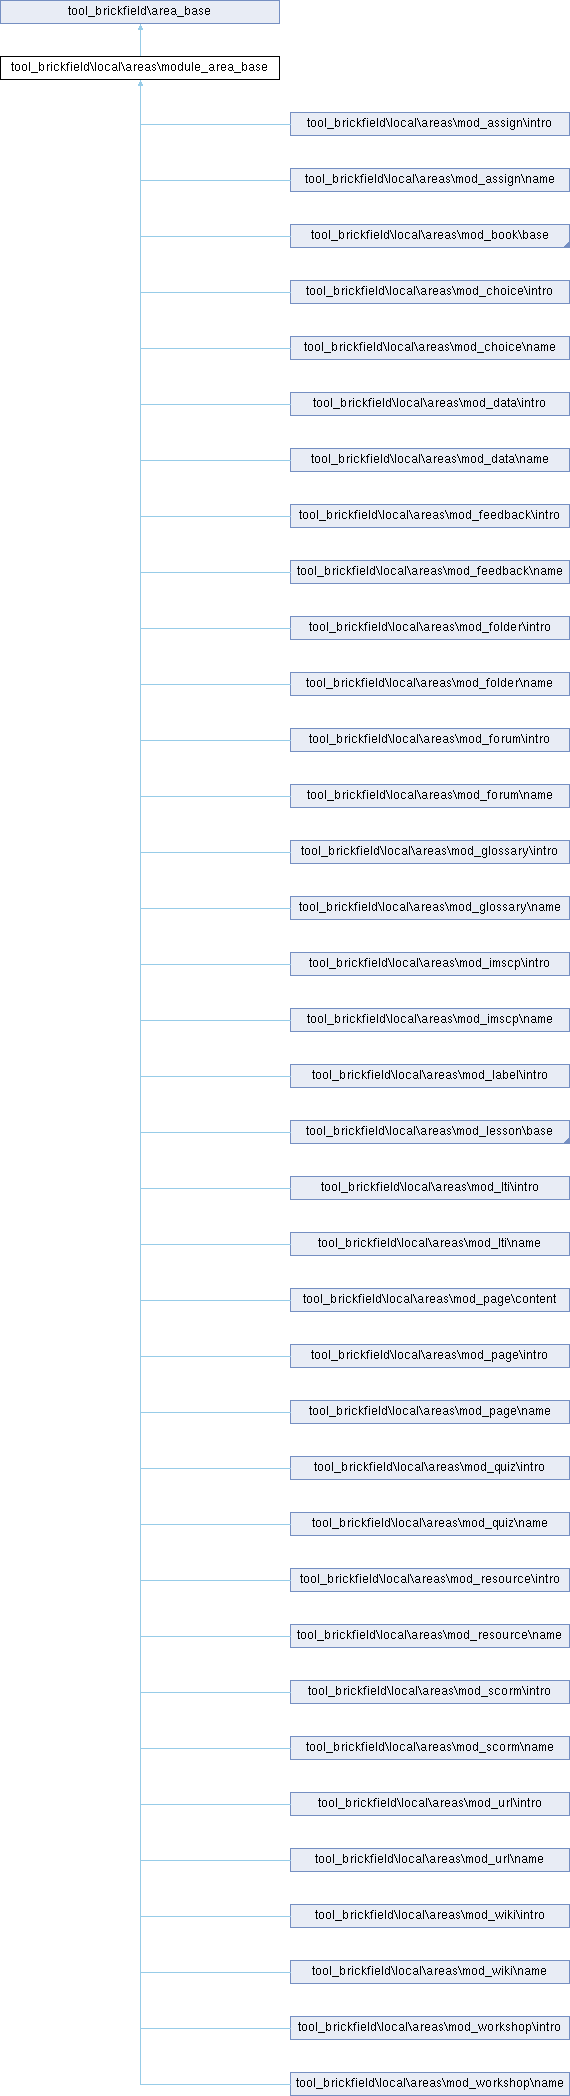 tool_brickfield\area_base
tool_brickfield\local\areas\module_area_base
tool_brickfield\local\areas\mod_assign\intro
tool_brickfield\local\areas\mod_assign\name
tool_brickfield\local\areas\mod_book\base
tool_brickfield\local\areas\mod_choice\intro
tool_brickfield\local\areas\mod_choice\name
tool_brickfield\local\areas\mod_data\intro
tool_brickfield\local\areas\mod_data\name
tool_brickfield\local\areas\mod_feedback\intro
tool_brickfield\local\areas\mod_feedback\name
tool_brickfield\local\areas\mod_folder\intro
tool_brickfield\local\areas\mod_folder\name
tool_brickfield\local\areas\mod_forum\intro
tool_brickfield\local\areas\mod_forum\name
tool_brickfield\local\areas\mod_glossary\intro
tool_brickfield\local\areas\mod_glossary\name
tool_brickfield\local\areas\mod_imscp\intro
tool_brickfield\local\areas\mod_imscp\name
tool_brickfield\local\areas\mod_label\intro
tool_brickfield\local\areas\mod_lesson\base
tool_brickfield\local\areas\mod_lti\intro
tool_brickfield\local\areas\mod_lti\name
tool_brickfield\local\areas\mod_page\content
tool_brickfield\local\areas\mod_page\intro
tool_brickfield\local\areas\mod_page\name
tool_brickfield\local\areas\mod_quiz\intro
tool_brickfield\local\areas\mod_quiz\name
tool_brickfield\local\areas\mod_resource\intro
tool_brickfield\local\areas\mod_resource\name
tool_brickfield\local\areas\mod_scorm\intro
tool_brickfield\local\areas\mod_scorm\name
tool_brickfield\local\areas\mod_url\intro
tool_brickfield\local\areas\mod_url\name
tool_brickfield\local\areas\mod_wiki\intro
tool_brickfield\local\areas\mod_wiki\name
tool_brickfield\local\areas\mod_workshop\intro
tool_brickfield\local\areas\mod_workshop\name